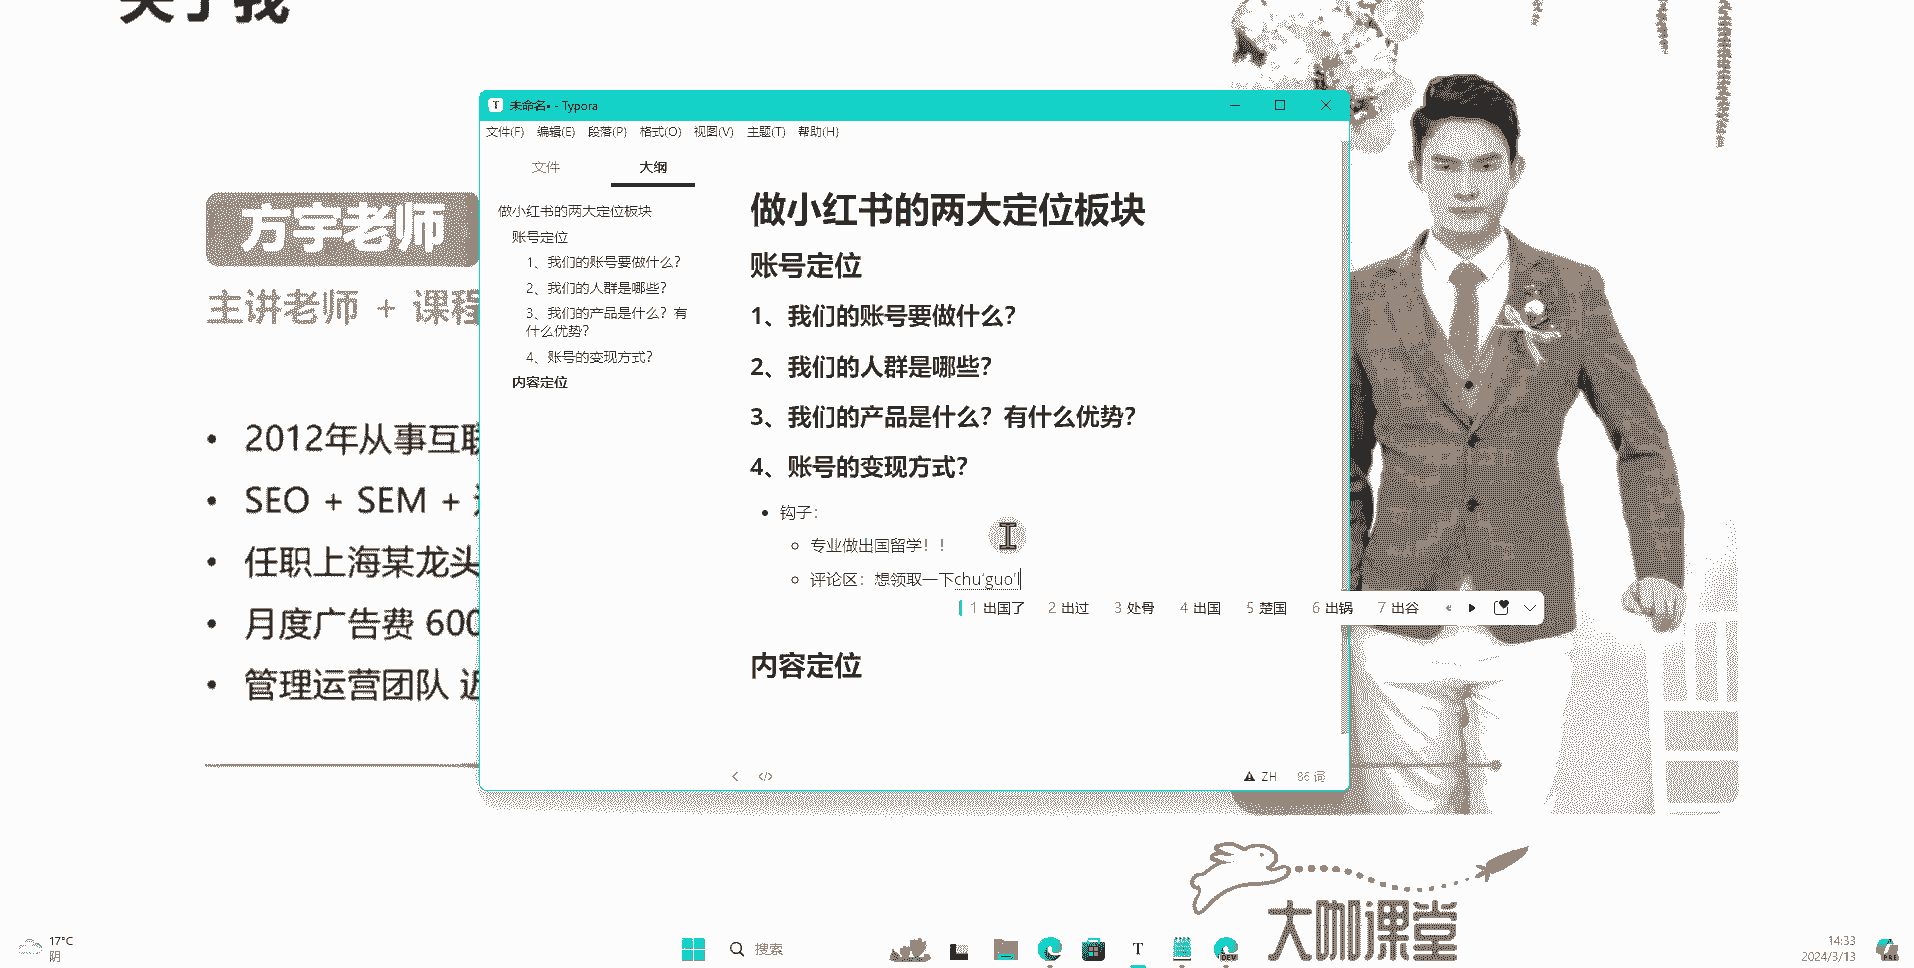 关于我
未命名• - Typora
文件(F) 编辑(E) 段落(P) 格式(O) 视图(V) 主题(T) 帮助(H)
文件 大纲
做小红书的两大定位板块
账号定位
1、我们的账号要做什么?
2、我们的人群是哪些?
3、我们的产品是什么? 有
什么优势?
4、账号的变现方式?
内容定位
做小红书的两大定位板块
账号定位
1、我们的账号要做什么?
2、我们的人群是哪些?
3、我们的产品是什么? 有什么优势?
4、账号的变现方式?
钩子:
专业做出国留学! !
评论区: 想领取一下chu'guo'l
1 出国了 2 出过 3 处骨 4 出国 5 楚国 6 出锅 7 出谷
内容定位
</> ZH 86 词
方宇老师
主讲老师 + 课程
2012年从事互联
SEO + SEM +
任职上海某龙头
月度广告费 600
管理运营团队 近
大咖课堂
17°C
阴
搜索
T
DEV
14:33
2024/3/13
PRE